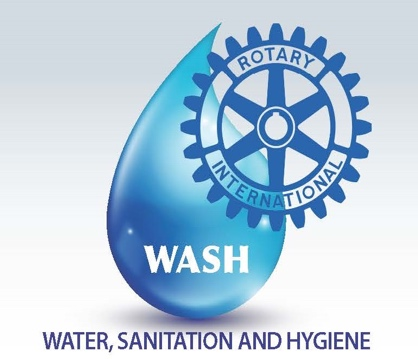 ROTARY
INTERNATIONAL
WASH
WATER, SANITATION AND HYGIENE